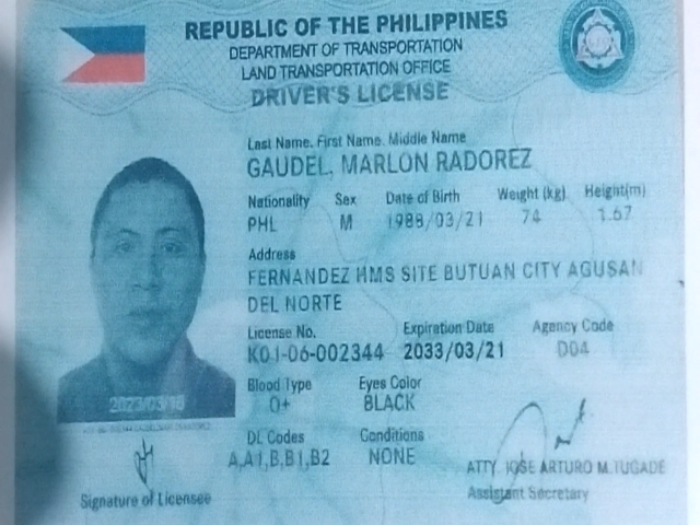 REPUBLIC OF THE PHILIPPINES
DEPARTMENT OF TRANSPORTATION
LAND TRANSPORTATION OFFICE
DRIVER'S LICENSE
Last Name, First Name, Middle Name
GAUDEL, MARLON RADOREZ
Nationality Sex Date of Birth Weight (kg) Height(m)
PHL M 1988/03/21 74 1.67
Address
FERNANDEZ HMS SITE BUTUAN CITY AGUSAN
DEL NORTE
License No. Expiration Date Agency Code
K01-06-002344 2033/03/21 D04
Blood Type Eyes Color
O+ BLACK
DL Codes Conditions
A,A1,B,B1,B2 NONE
2023/03/16
ATTY. JOSE ARTURO M. TUGADE
Signature of Licensee Assistant Secretary